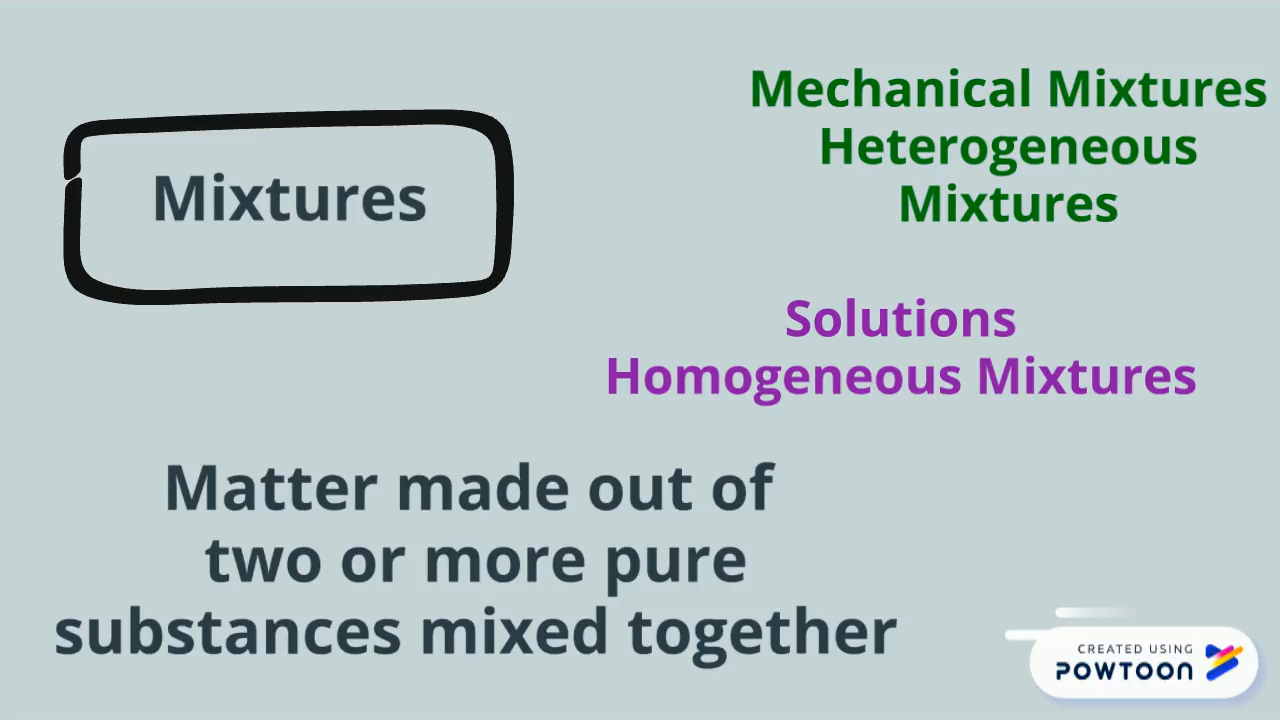 Mixtures
Mechanical Mixtures
Heterogeneous
Mixtures
Solutions
Homogeneous Mixtures
Matter made out of
two or more pure
substances mixed together
CREATED USING
POWTOON